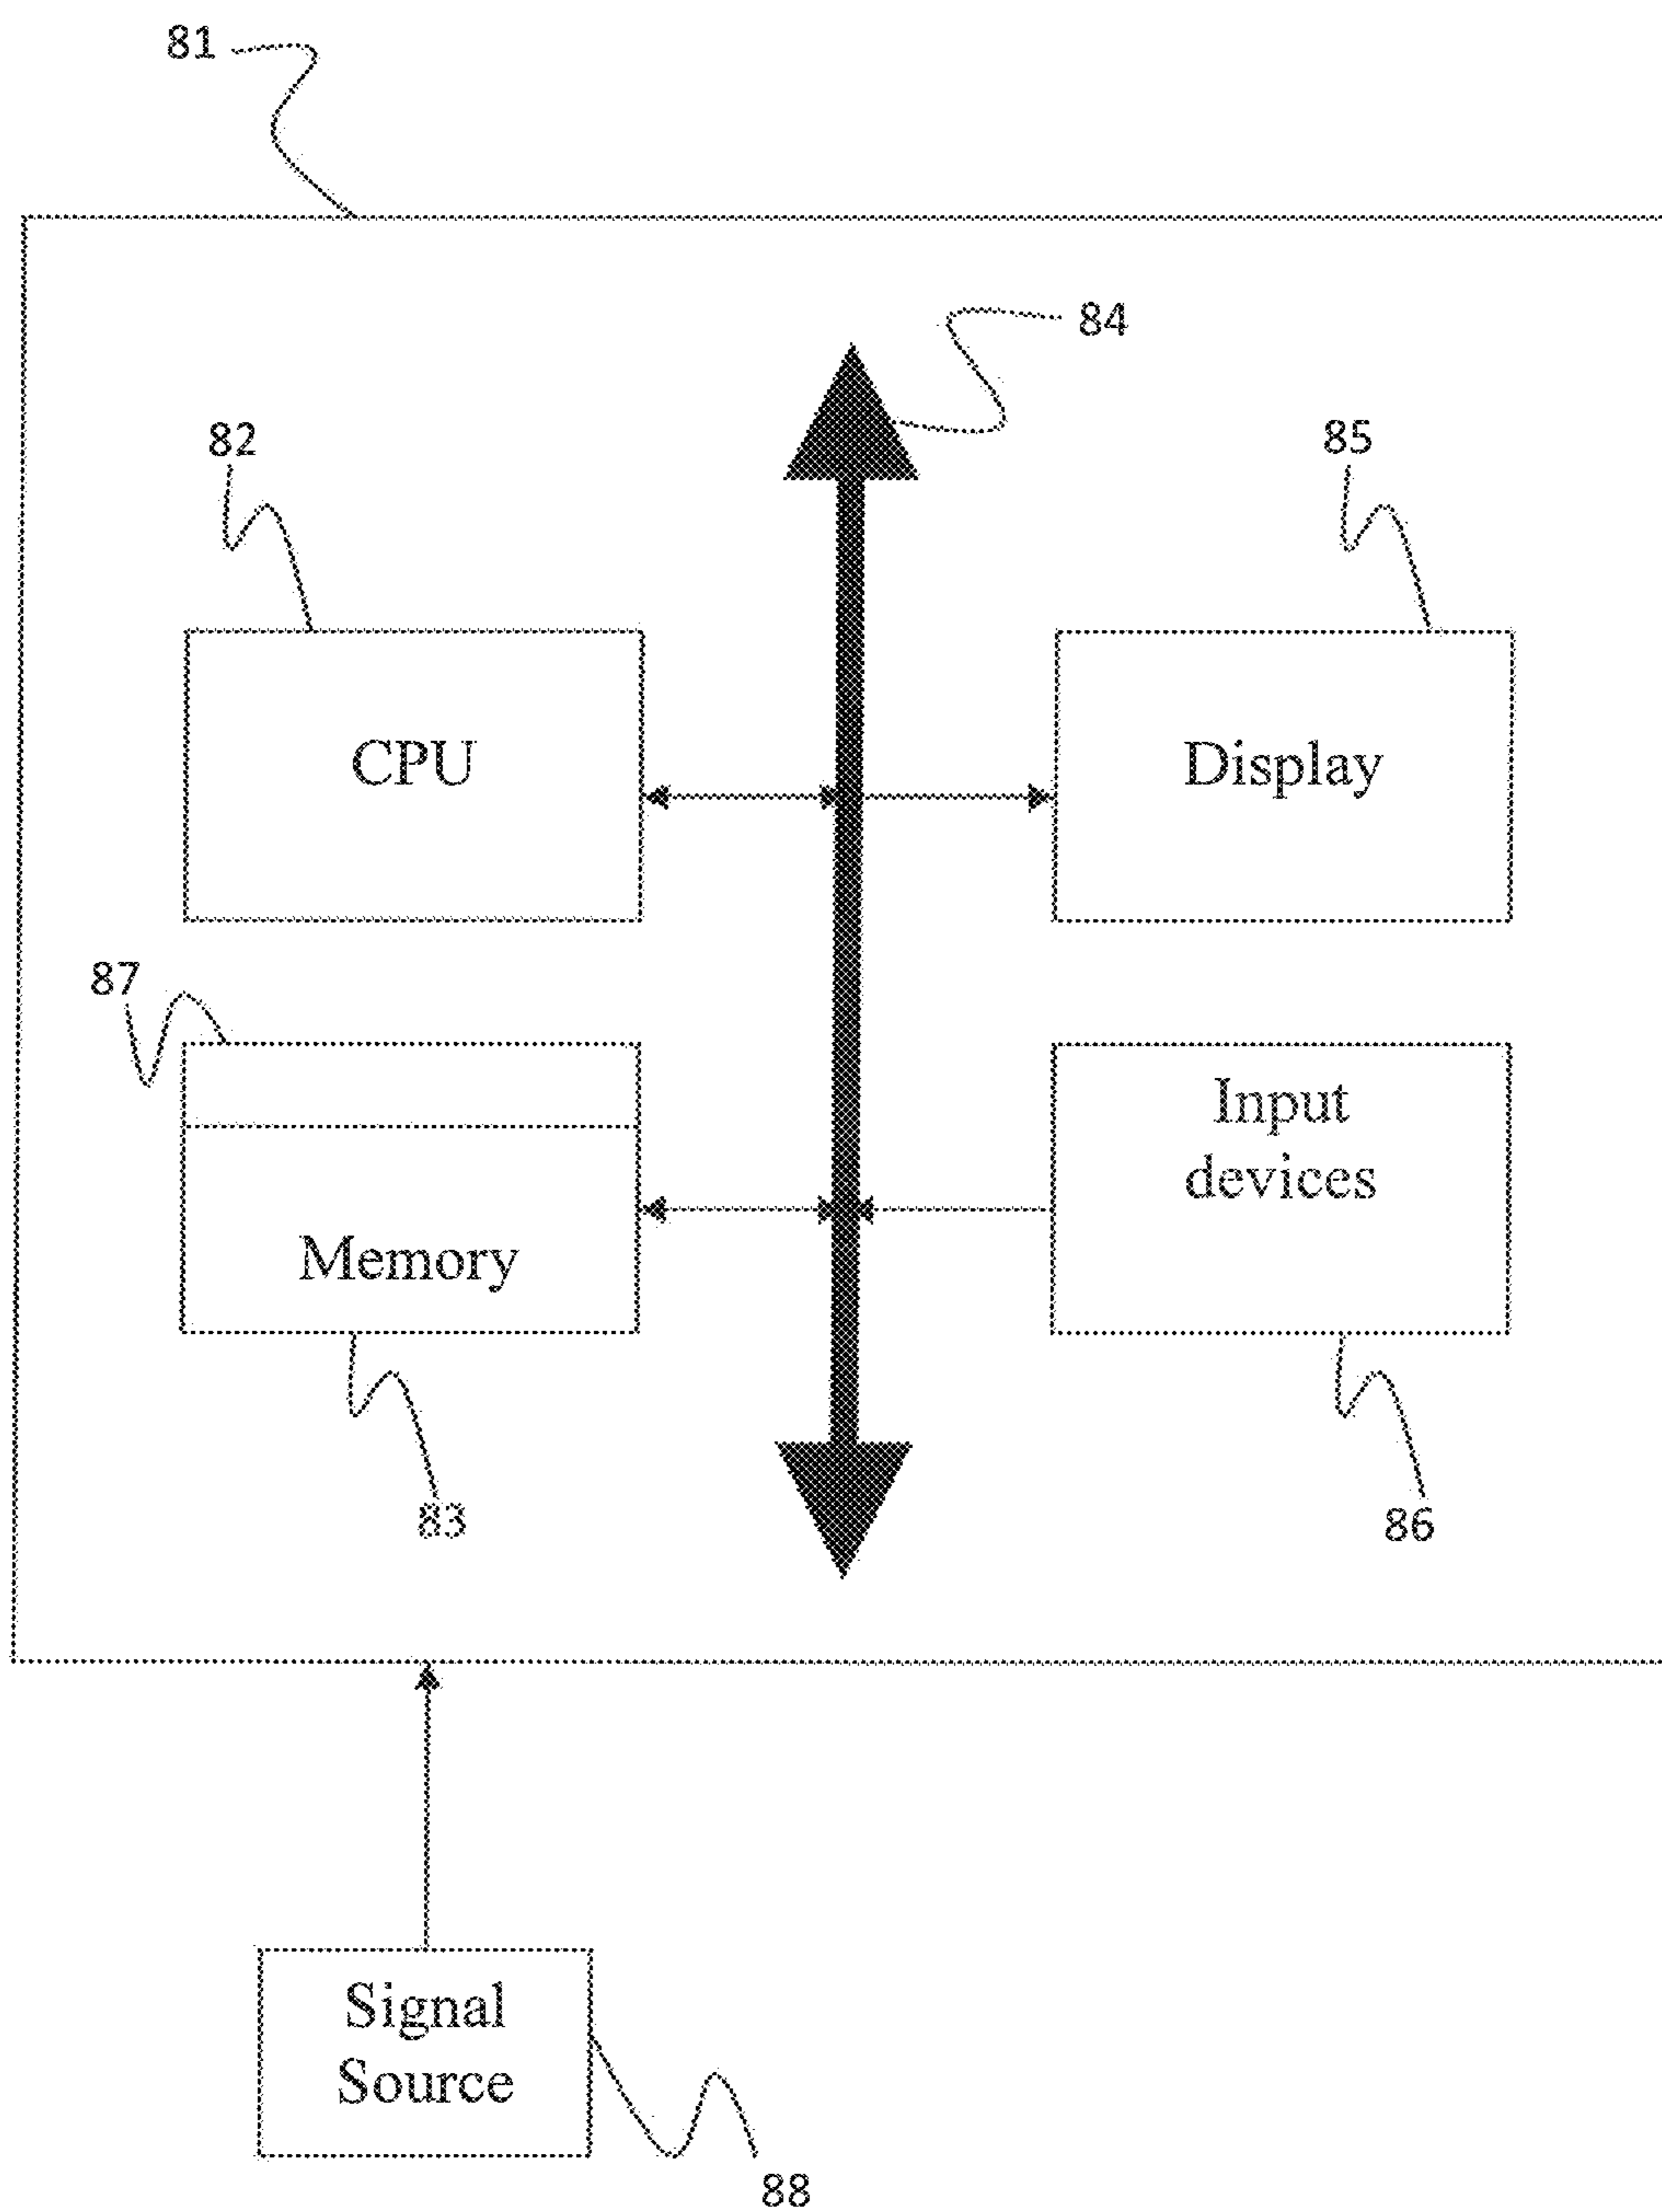 81
84
82
85
CPU
Display
87
Input
devices
Memory
83
86
Signal
Source
88